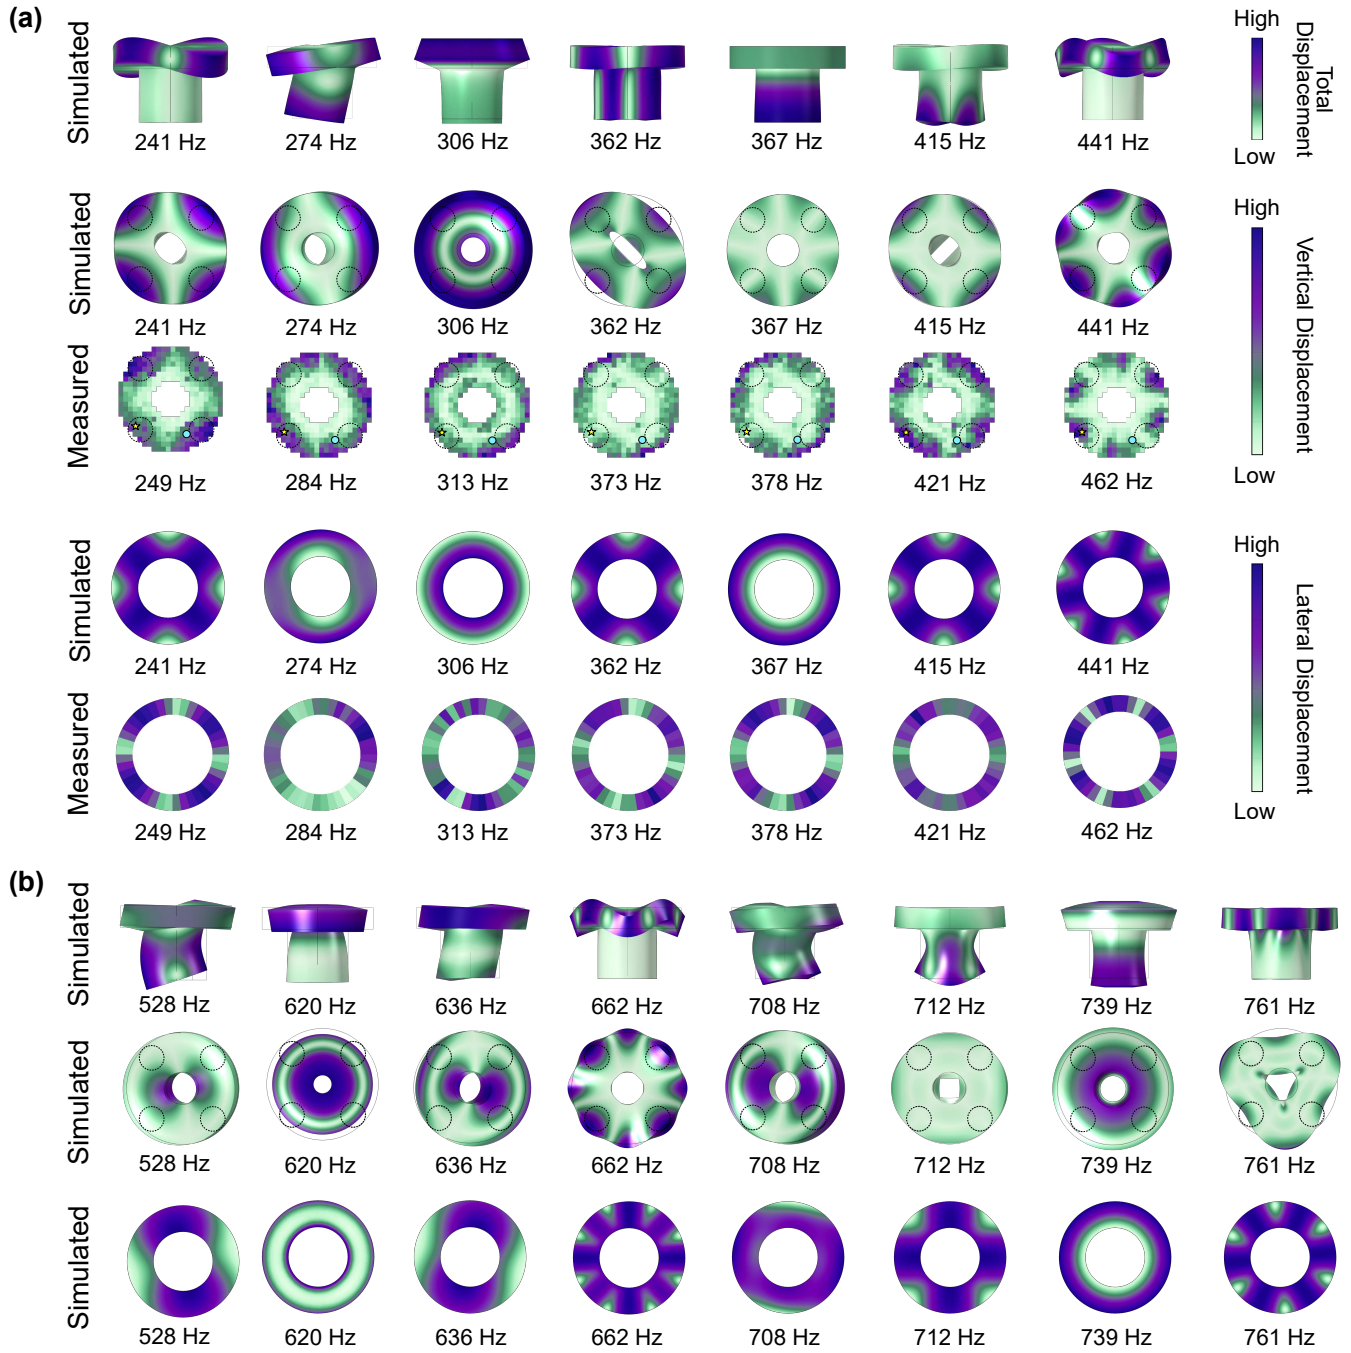 (a)
Simulated
241 Hz 274 Hz 306 Hz 362 Hz 367 Hz 415 Hz 441 Hz
High
Low
Total
Displacement
Simulated
241 Hz 274 Hz 306 Hz 362 Hz 367 Hz 415 Hz 441 Hz
Measured
249 Hz 284 Hz 313 Hz 373 Hz 378 Hz 421 Hz 462 Hz
High
Low
Vertical Displacement
Simulated
241 Hz 274 Hz 306 Hz 362 Hz 367 Hz 415 Hz 441 Hz
Measured
249 Hz 284 Hz 313 Hz 373 Hz 378 Hz 421 Hz 462 Hz
High
Low
Lateral Displacement
(b)
Simulated
528 Hz 620 Hz 636 Hz 662 Hz 708 Hz 712 Hz 739 Hz 761 Hz
Simulated
528 Hz 620 Hz 636 Hz 662 Hz 708 Hz 712 Hz 739 Hz 761 Hz
Simulated
528 Hz 620 Hz 636 Hz 662 Hz 708 Hz 712 Hz 739 Hz 761 Hz